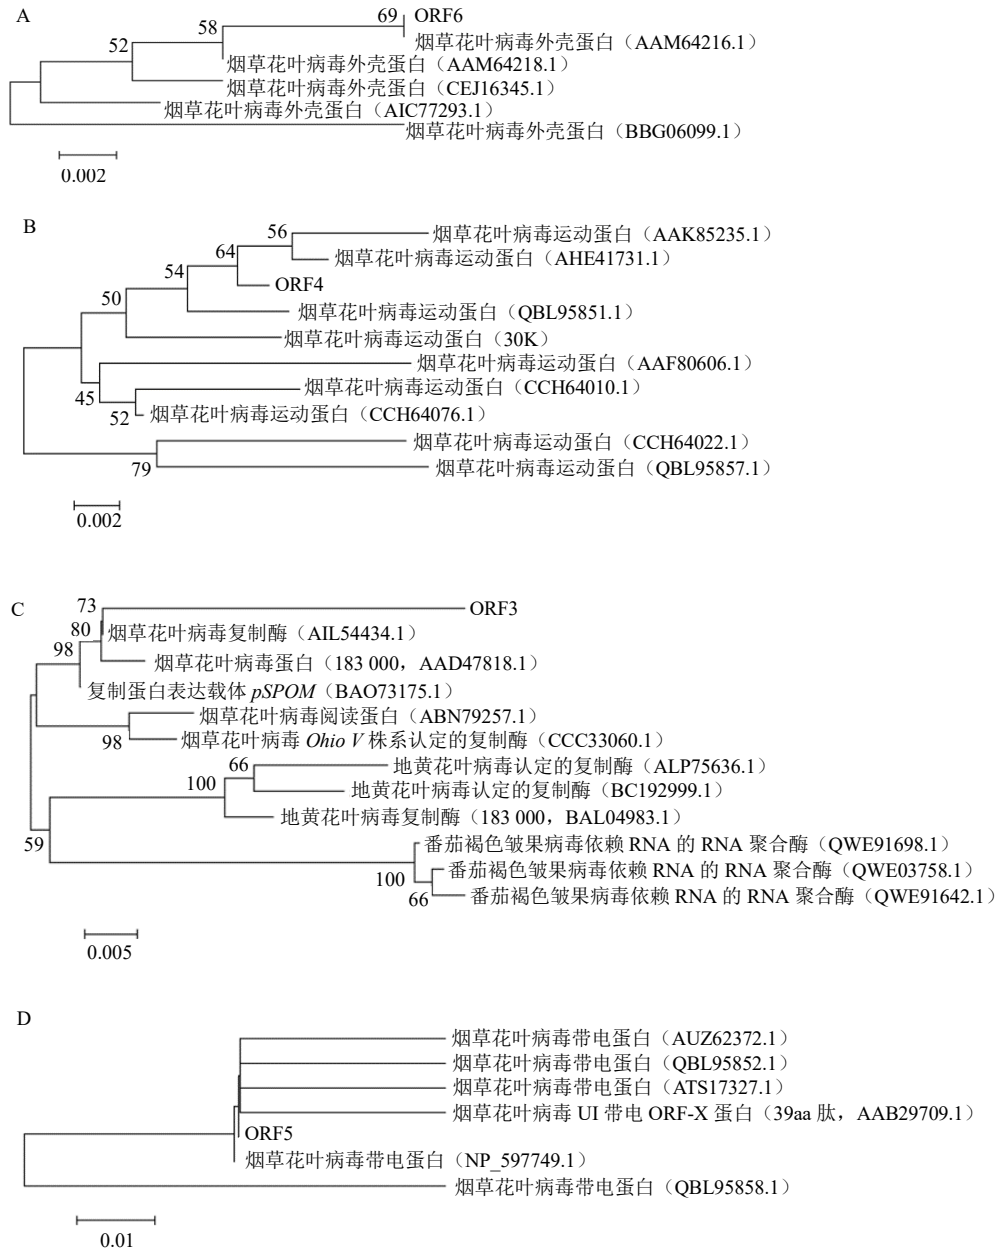 A
69 ORF6
58
烟草花叶病毒外壳蛋白（AAM64216.1）
52
烟草花叶病毒外壳蛋白（AAM64218.1）
烟草花叶病毒外壳蛋白（CEJ16345.1）
烟草花叶病毒外壳蛋白（AIC77293.1）
烟草花叶病毒外壳蛋白（BBG06099.1）
0.002
B
56
烟草花叶病毒运动蛋白（AAK85235.1）
64
烟草花叶病毒运动蛋白（AHE41731.1）
54
ORF4
50
烟草花叶病毒运动蛋白（QBL95851.1）
烟草花叶病毒运动蛋白（30K）
烟草花叶病毒运动蛋白（AAF80606.1）
烟草花叶病毒运动蛋白（CCH64010.1）
45
52 烟草花叶病毒运动蛋白（CCH64076.1）
烟草花叶病毒运动蛋白（CCH64022.1）
79
烟草花叶病毒运动蛋白（QBL95857.1）
0.002
C
73
ORF3
80 烟草花叶病毒复制酶（AIL54434.1）
98
烟草花叶病毒蛋白（183 000，AAD47818.1）
复制蛋白表达载体 pSPOM（BAO73175.1）
烟草花叶病毒阅读蛋白（ABN79257.1）
98
烟草花叶病毒 Ohio V 株系认定的复制酶（CCC33060.1）
66
地黄花叶病毒认定的复制酶（ALP75636.1）
100
地黄花叶病毒认定的复制酶（BC192999.1）
地黄花叶病毒复制酶（183 000，BAL04983.1）
59
番茄褐色皱果病毒依赖 RNA 的 RNA 聚合酶（QWE91698.1）
番茄褐色皱果病毒依赖 RNA 的 RNA 聚合酶（QWE03758.1）
100
66
番茄褐色皱果病毒依赖 RNA 的 RNA 聚合酶（QWE91642.1）
0.005
D
烟草花叶病毒带电蛋白（AUZ62372.1）
烟草花叶病毒带电蛋白（QBL95852.1）
烟草花叶病毒带电蛋白（ATS17327.1）
烟草花叶病毒 UI 带电 ORF-X 蛋白（39aa 肽，AAB29709.1）
ORF5
烟草花叶病毒带电蛋白（NP_597749.1）
烟草花叶病毒带电蛋白（QBL95858.1）
0.01